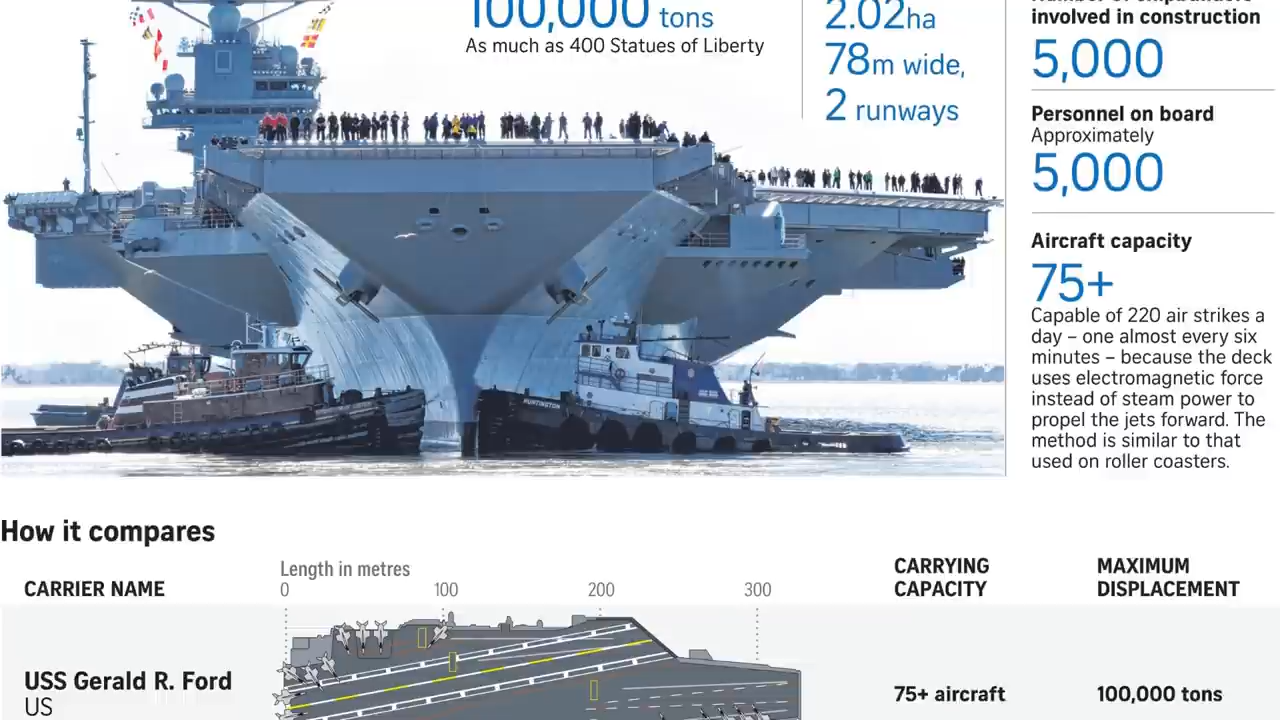 100,000 tons
As much as 400 Statues of Liberty
2.02ha
78m wide,
2 runways
involved in construction
5,000
Personnel on board
Approximately
5,000
Aircraft capacity
75+
Capable of 220 air strikes a
day – one almost every six
minutes – because the deck
uses electromagnetic force
instead of steam power to
propel the jets forward. The
method is similar to that
used on roller coasters.
HUNTINGTON
How it compares
CARRIER NAME
Length in metres
0 100 200 300
CARRYING
CAPACITY
MAXIMUM
DISPLACEMENT
USS Gerald R. Ford
US
75+ aircraft
100,000 tons